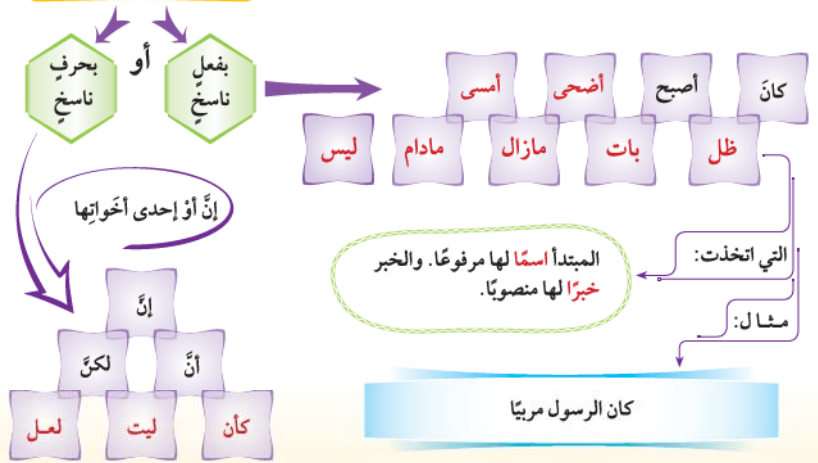 بفعلٍ ناسخٍ
أو
بحرفٍ ناسخٍ
كانَ أصبح أضحى أمسى
ظل بات مازال مادام ليس
التي اتخذت:
المبتدأ اسمًا لها مرفوعًا. والخبر
خبرًا لها منصوبًا.
مـثـا ل:
كان الرسول مربيًا
إنَّ أوْ إحدى أخَواتِها
إنَّ
أنَّ لكنَّ
كأن ليت لعـل